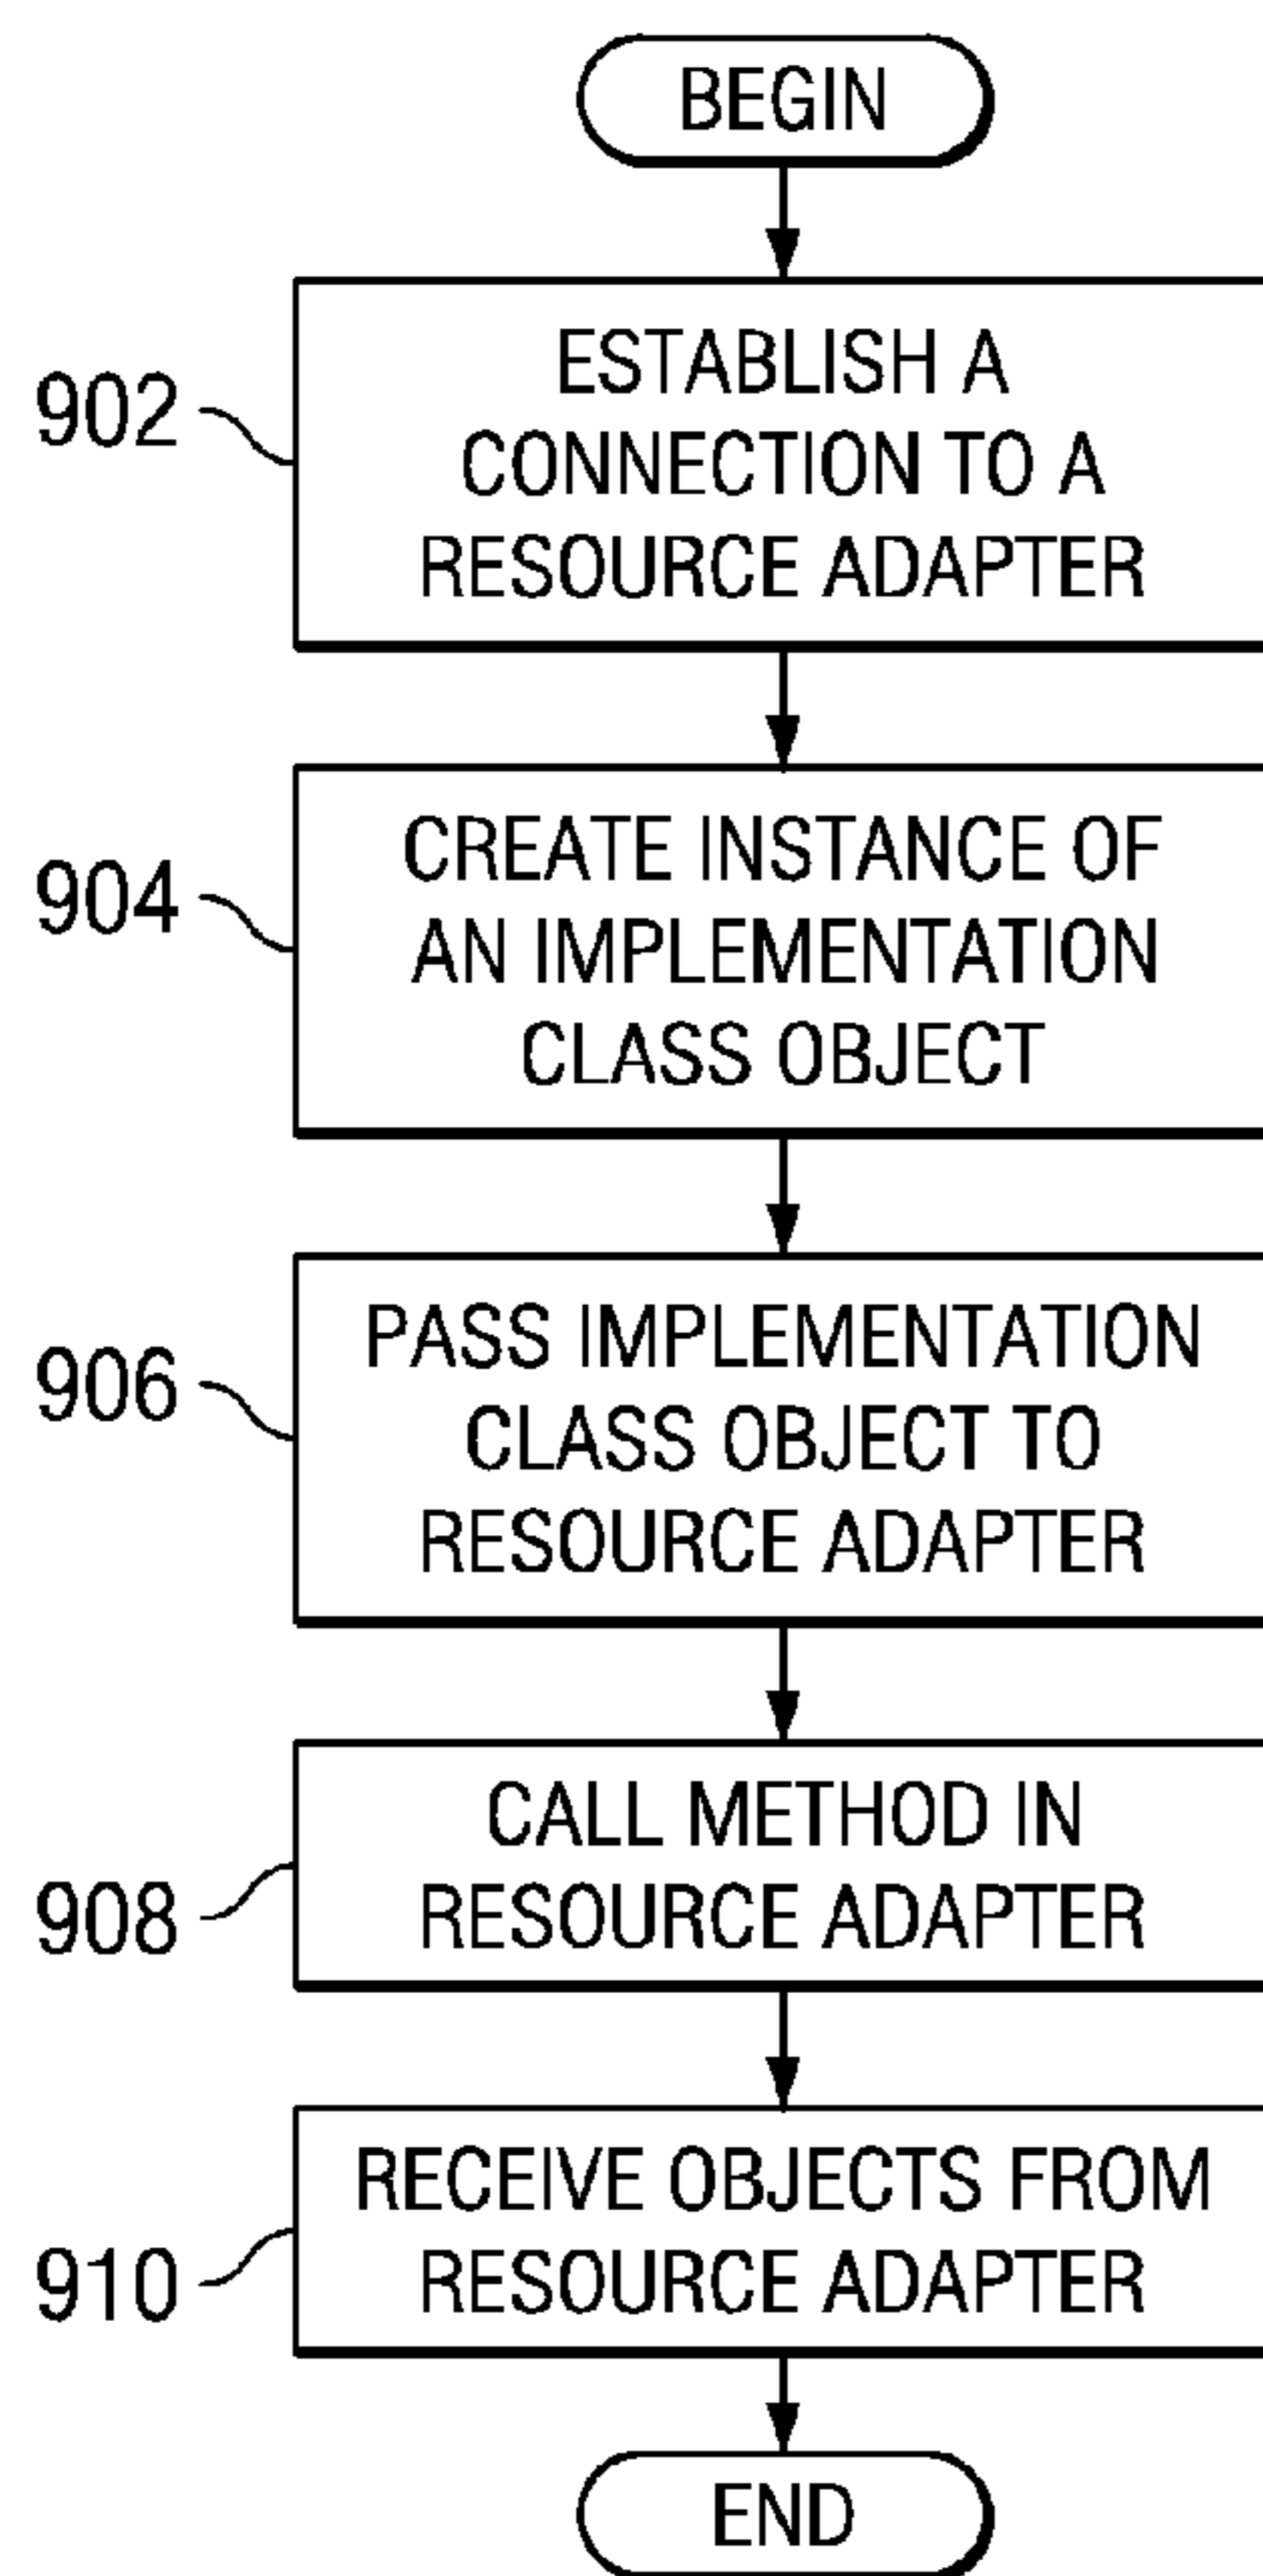 BEGIN
902
ESTABLISH A
CONNECTION TO A
RESOURCE ADAPTER
904
CREATE INSTANCE OF
AN IMPLEMENTATION
CLASS OBJECT
906
PASS IMPLEMENTATION
CLASS OBJECT TO
RESOURCE ADAPTER
908
CALL METHOD IN
RESOURCE ADAPTER
910
RECEIVE OBJECTS FROM
RESOURCE ADAPTER
END